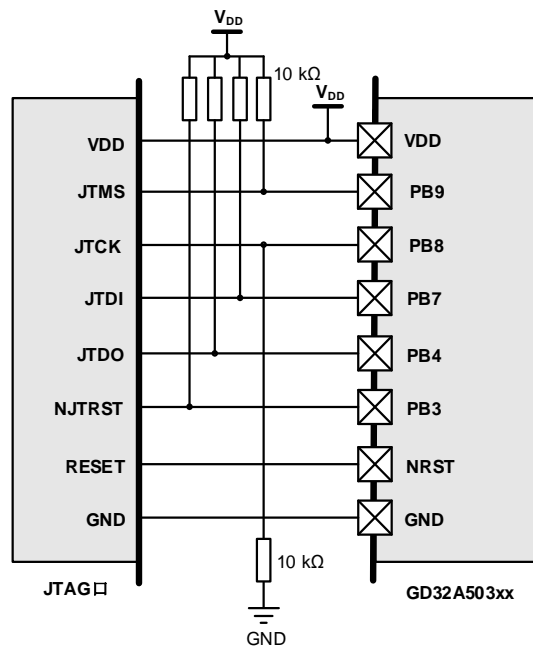 VDD
10 kΩ
VDD
VDD
VDD
JTMS
PB9
JTCK
PB8
JTDI
PB7
JTDO
PB4
NJTRST
PB3
RESET
NRST
GND
GND
10 kΩ
JTAG口
GD32A503xx
GND